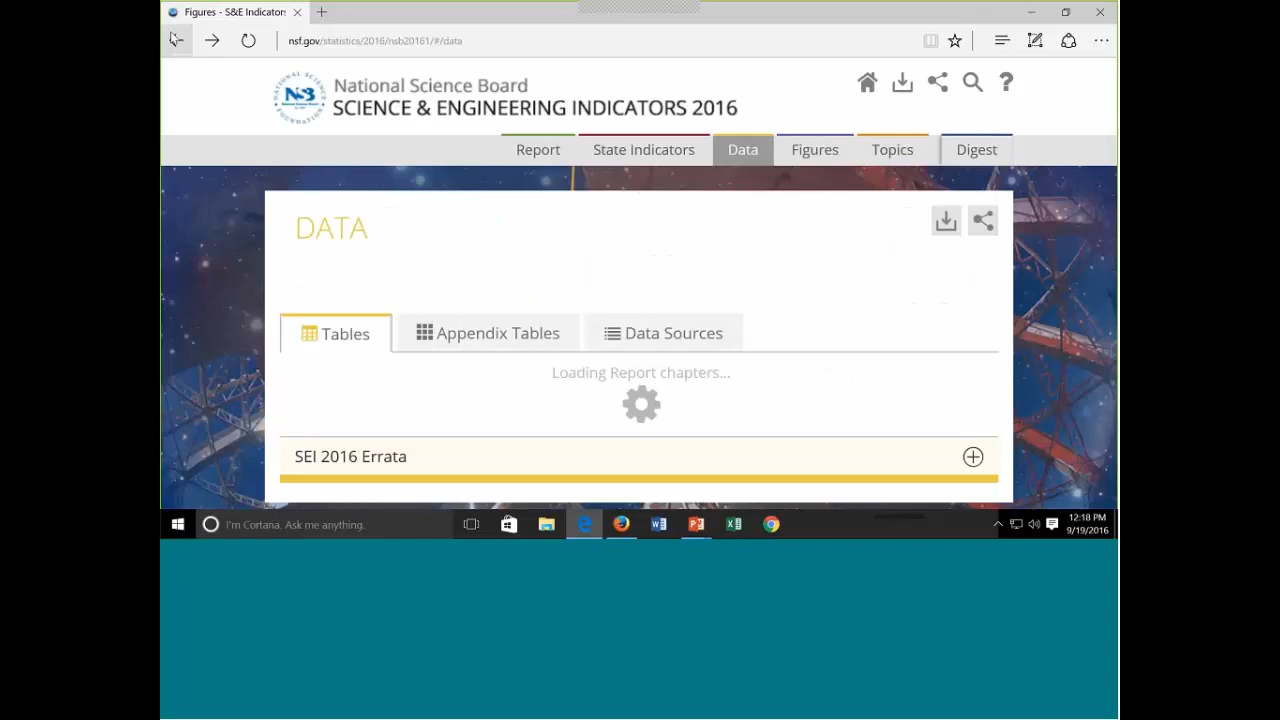 Figures - S&E Indicators
nsf.gov/statistics/2016/nsb20161/#/data
NSB
National Science Board
SCIENCE & ENGINEERING INDICATORS 2016
Report State Indicators Data Figures Topics Digest
DATA
Tables Appendix Tables Data Sources
Loading Report chapters...
SEI 2016 Errata
I'm Cortana. Ask me anything.
12:18 PM
9/19/2016